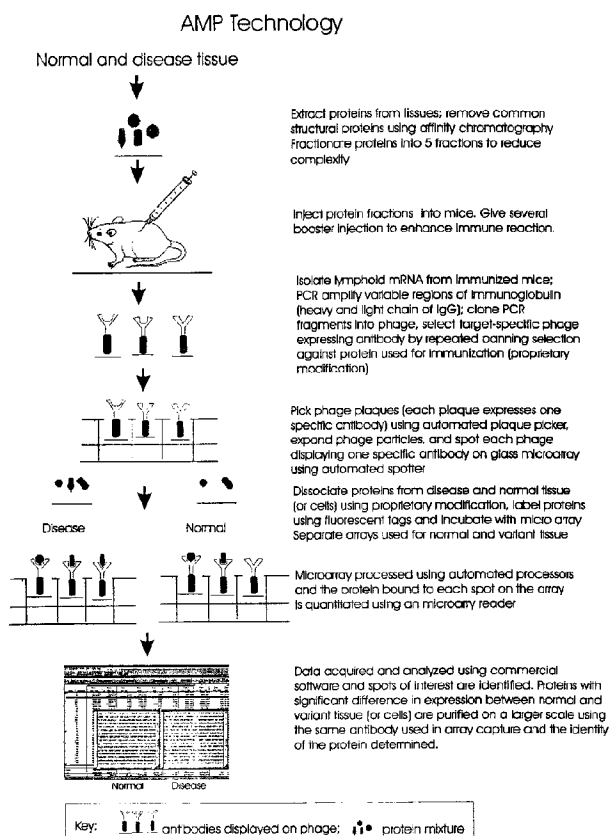 AMP Technology
Normal and disease tissue
Extract proteins from tissues; remove common
structural proteins using affinity chromatography
Fractionate proteins into 5 fractions to reduce
complexity
Inject protein fractions into mice. Give several
booster injection to enhance immune reaction.
Isolate lymphoid mRNA from immunized mice;
PCR amplify variable regions of immunoglobulin
(heavy and light chain of IgG); clone PCR
fragments into phage, select target-specific phage
expressing antibody by repeated panning selection
against protein used for immunization (proprietary
modification)
Pick phage plaques (each plaque expresses one
specific antibody) using automated plaque picker,
expand phage particles, and spot each phage
displaying one specific antibody on glass microarray
using automated spotter
Dissociate proteins from disease and normal tissue
(or cells) using proprietary modification, label proteins
using fluorescent tags and incubate with micro array
Separate arrays used for normal and variant tissue
Disease Normal
Microarray processed using automated processors
and the protein bound to each spot on the array
is quantitated using an microarry reader
Data acquired and analyzed using commercial
software and spots of interest are identified. Proteins with
significant difference in expression between normal and
variant tissue (or cells) are purified on a larger scale using
the same antibody used in array capture and the identity
of the protein determined.
Normal Disease
Key: antibodies displayed on phage; protein mixture